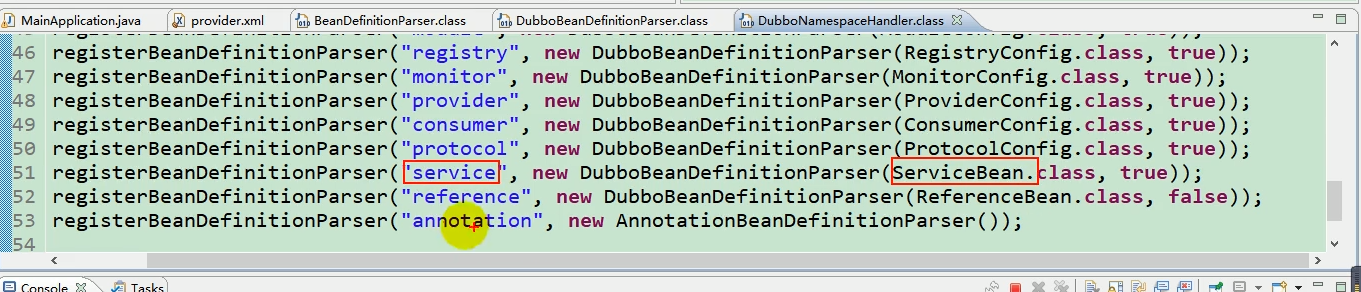 MainApplication.java provider.xml BeanDefinitionParser.class DubboBeanDefinitionParser.class DubboNamespaceHandler.class
46 registerBeanDefinitionParser("registry", new DubboBeanDefinitionParser(RegistryConfig.class, true));
47 registerBeanDefinitionParser("monitor", new DubboBeanDefinitionParser(MonitorConfig.class, true));
48 registerBeanDefinitionParser("provider", new DubboBeanDefinitionParser(ProviderConfig.class, true));
49 registerBeanDefinitionParser("consumer", new DubboBeanDefinitionParser(ConsumerConfig.class, true));
50 registerBeanDefinitionParser("protocol", new DubboBeanDefinitionParser(ProtocolConfig.class, true));
51 registerBeanDefinitionParser("service", new DubboBeanDefinitionParser(ServiceBean.class, true));
52 registerBeanDefinitionParser("reference", new DubboBeanDefinitionParser(ReferenceBean.class, false));
53 registerBeanDefinitionParser("annotation", new AnnotationBeanDefinitionParser());
54
Console Tasks